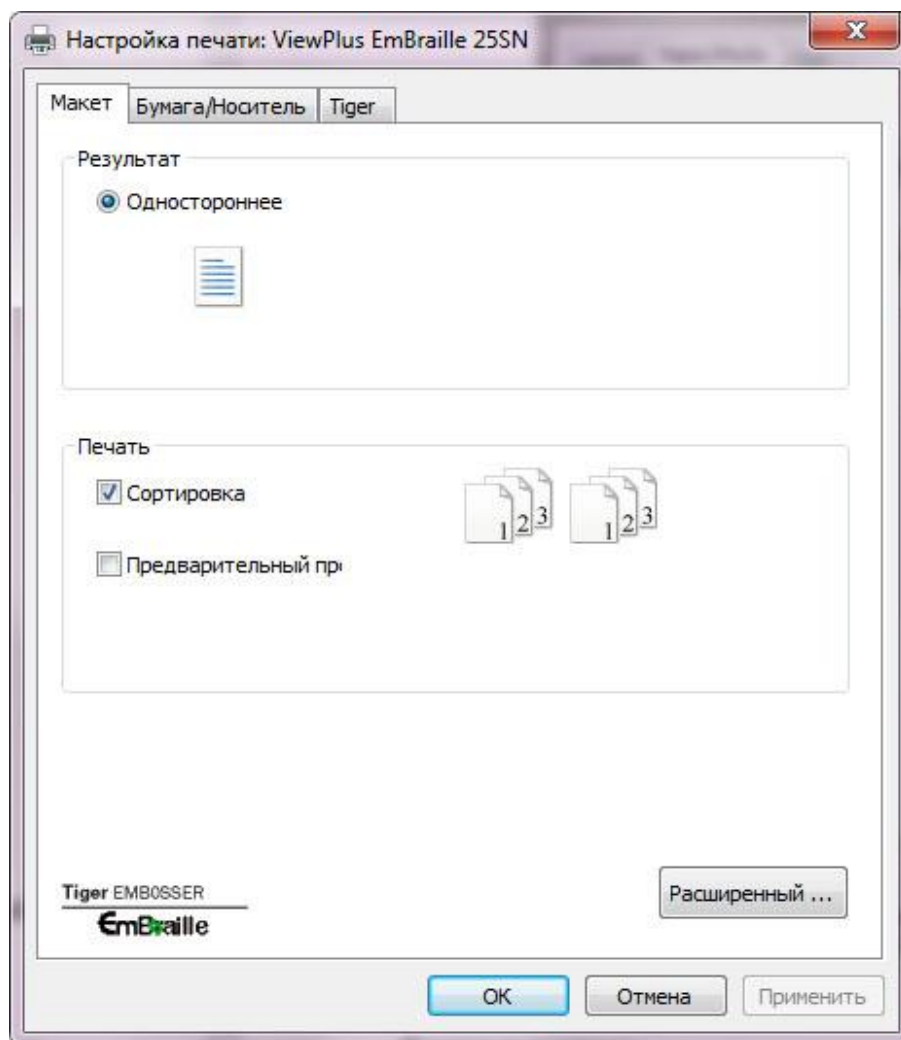 Настройка печати: ViewPlus EmBraille 25SN
Макет Бумага/Носитель Tiger
Результат
Одностороннее
Печать
Сортировка
1 2 3 1 2 3
Предварительный пр
Tiger EMBOSSER
EmBraille
Расширенный ...
OK Отмена Применить